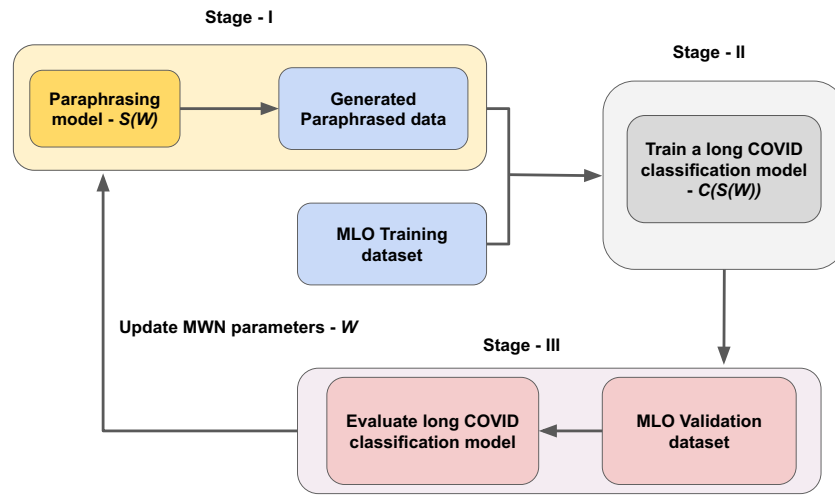 Stage - I
Paraphrasing
model - S(W)
Generated
Paraphrased data
Stage - II
Train a long COVID
classification model
- C(S(W))
MLO Training
dataset
Update MWN parameters - W
Stage - III
Evaluate long COVID
classification model
MLO Validation
dataset